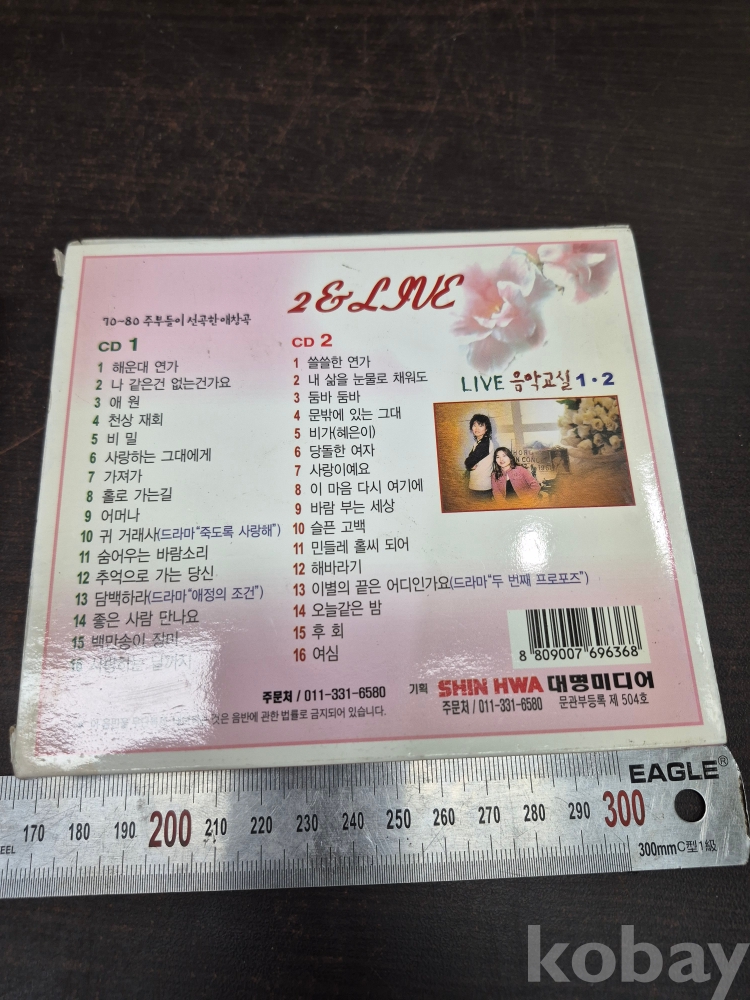 2 & LIVE
70-80 주부들이 선곡한 애창곡
CD 1
1 해운대 연가
2 나 같은건 없는건가요
3 애 원
4 천상 재회
5 비 밀
6 사랑하는 그대에게
7 가져가
8 홀로 가는길
9 어머나
10 귀 거래사(드라마"죽도록 사랑해")
11 숨어우는 바람소리
12 추억으로 가는 당신
13 담백하라(드라마"애정의 조건")
14 좋은 사람 만나요
15 백만송이 장미
16
CD 2
1 쓸쓸한 연가
2 내 삶을 눈물로 채워도
3 둠바 둠바
4 문밖에 있는 그대
5 비가(혜은이)
6 당돌한 여자
7 사랑이예요
8 이 마음 다시 여기에
9 바람 부는 세상
10 슬픈 고백
11 민들레 홀씨 되어
12 해바라기
13 이별의 끝은 어디인가요(드라마"두 번째 프로포즈")
14 오늘같은 밤
15 후 회
16 여심
LIVE 음악교실 1·2
8 809007 696368
주문처 / 011-331-6580
기획 SHIN HWA 대명미디어
주문처 / 011-331-6580 문관부등록 제 504호
것은 음반에 관한 법률로 금지되어 있습니다.
EAGLE®
170 180 190 200 210 220 230 240 250 260 270 280 290 300
300mm C型1級
kobay